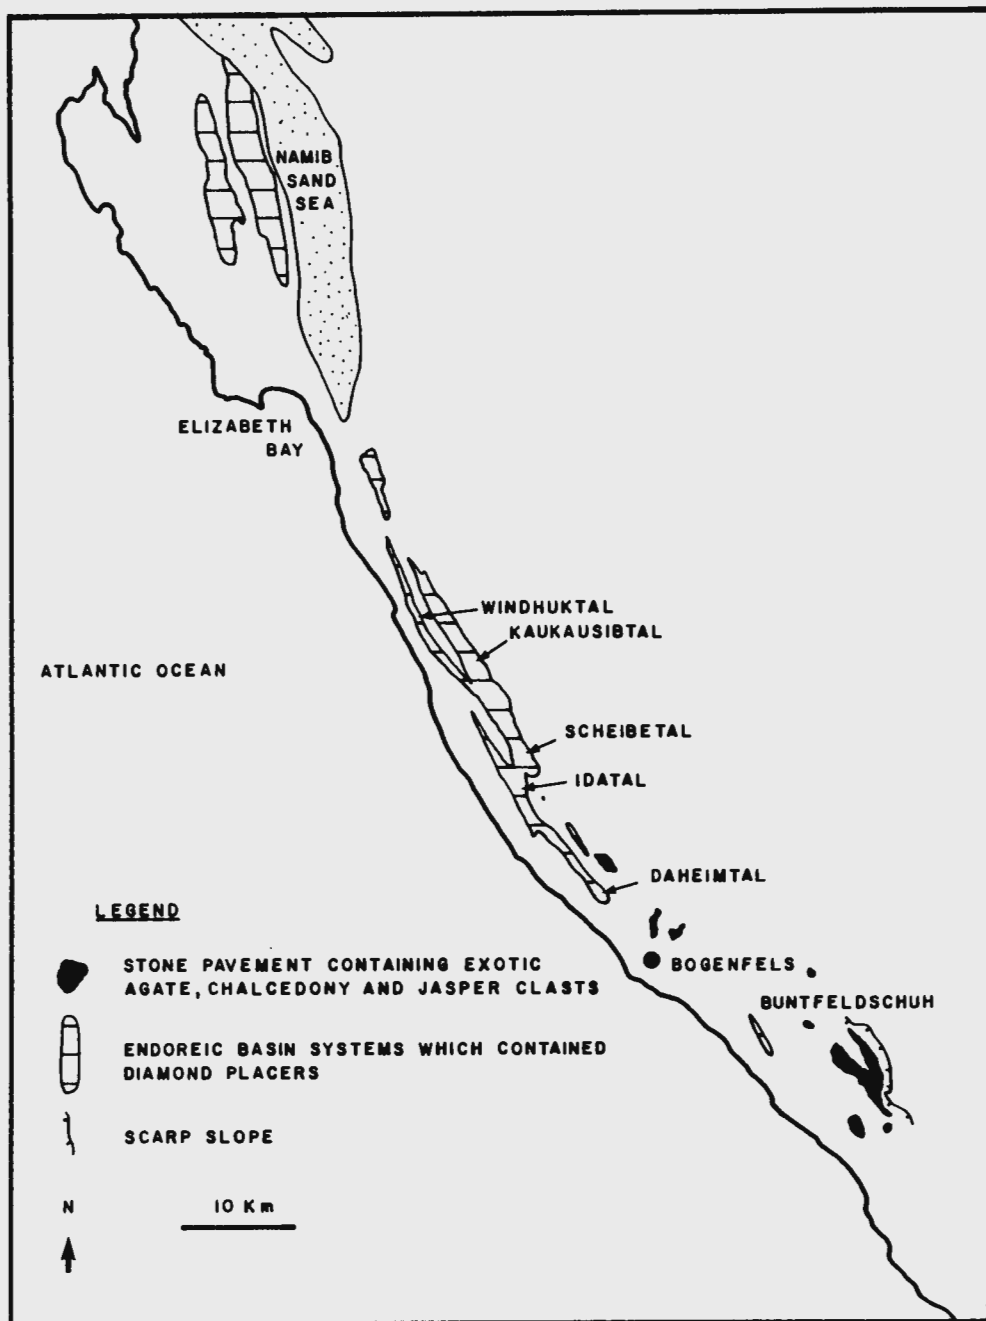 NAMIB
SAND
SEA
ELIZABETH
BAY
WINDHUKTAL
KAUKAUSIBTAL
ATLANTIC OCEAN
SCHEIBETAL
IDATAL
DAHEIMTAL
LEGEND
STONE PAVEMENT CONTAINING EXOTIC
AGATE, CHALCEDONY AND JASPER CLASTS
BOGENFELS
BUNTFELDSCHUH
ENDOREIC BASIN SYSTEMS WHICH CONTAINED
DIAMOND PLACERS
SCARP SLOPE
N
10 Km